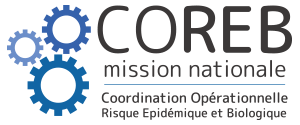 COREB
mission nationale
Coordination Opérationnelle
Risque Epidémique et Biologique